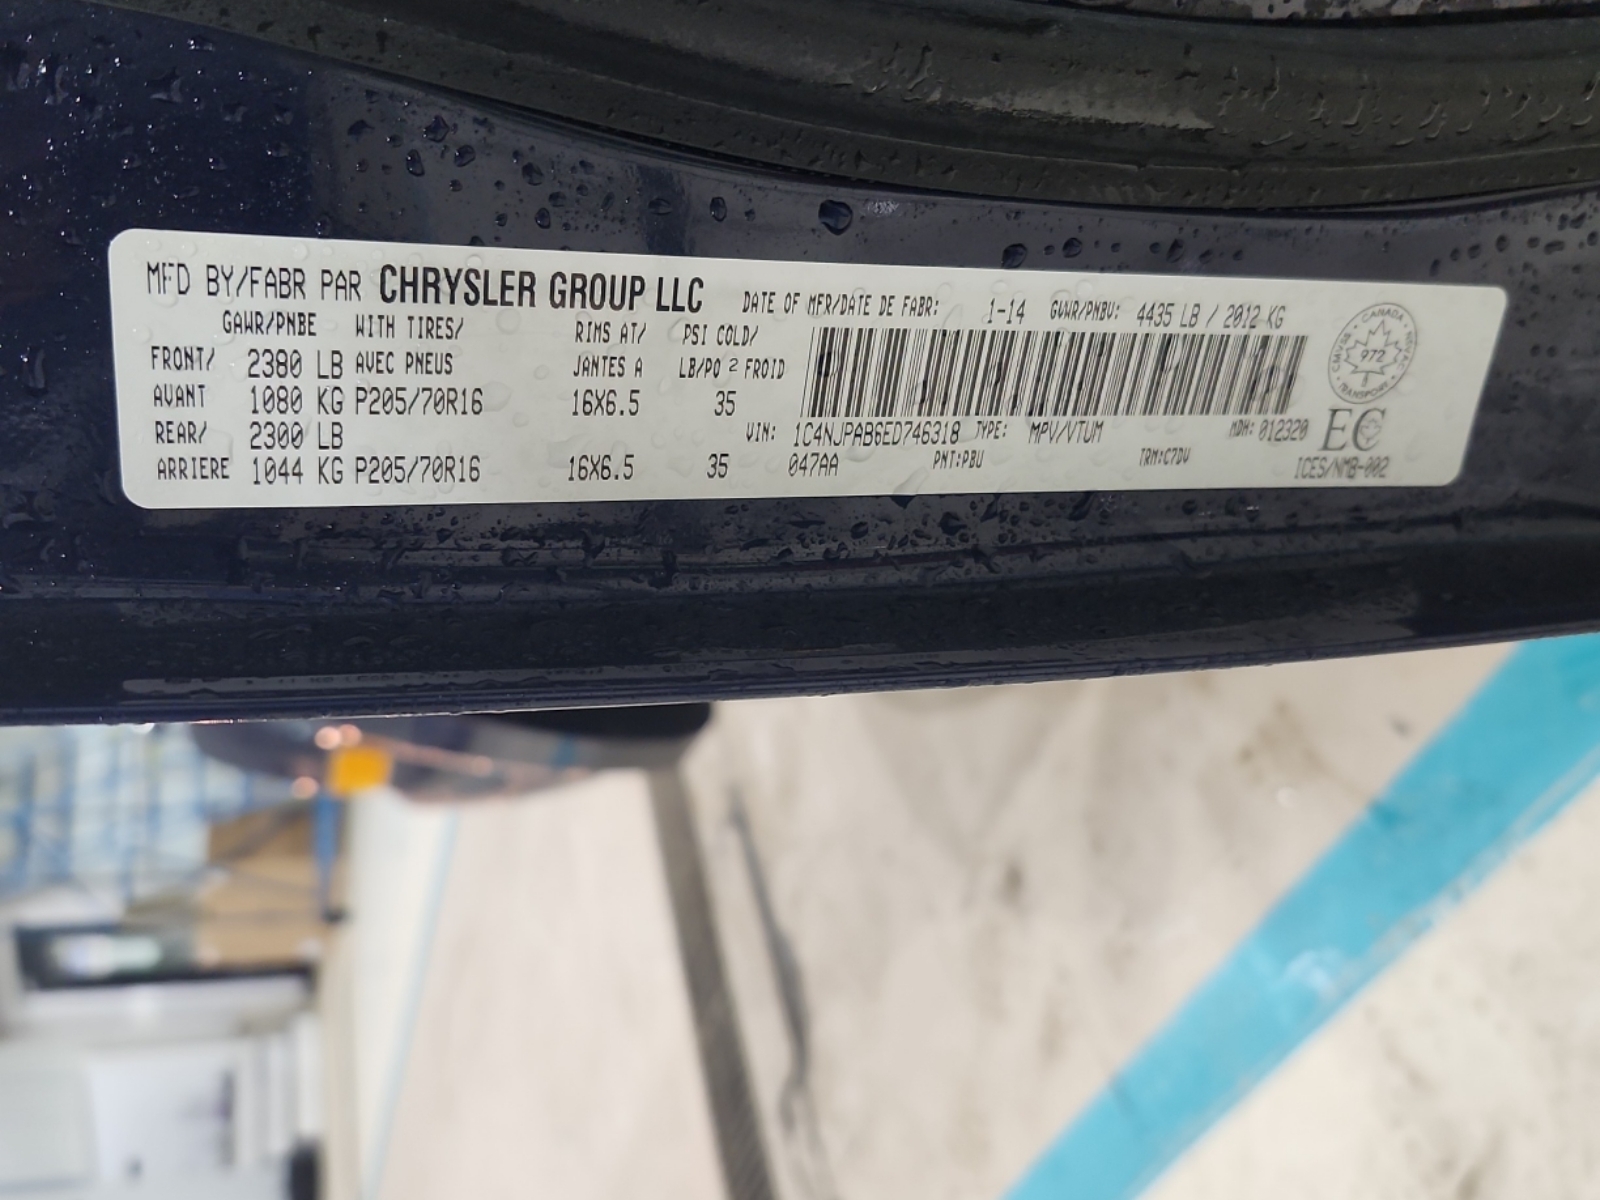 MFD BY/FABR PAR CHRYSLER GROUP LLC DATE OF MFR/DATE DE FABR: 1-14 GVWR/PNBV: 4435 LB / 2012 KG
GAWR/PNBE WITH TIRES/ RIMS AT/ PSI COLD/
FRONT/ 2380 LB AVEC PNEUS JANTES A LB/PO 2 FROID
AVANT 1080 KG P205/70R16 16X6.5 35
REAR/ 2300 LB
VIN: 1C4NJPAB6ED746318 TYPE: MPV/VTUM MDH: 012320
ARRIERE 1044 KG P205/70R16 16X6.5 35 047AA PNT:PBU TRM:C7DV
CANADA
972
TRANSPORT
EC
ICES/NMB-002